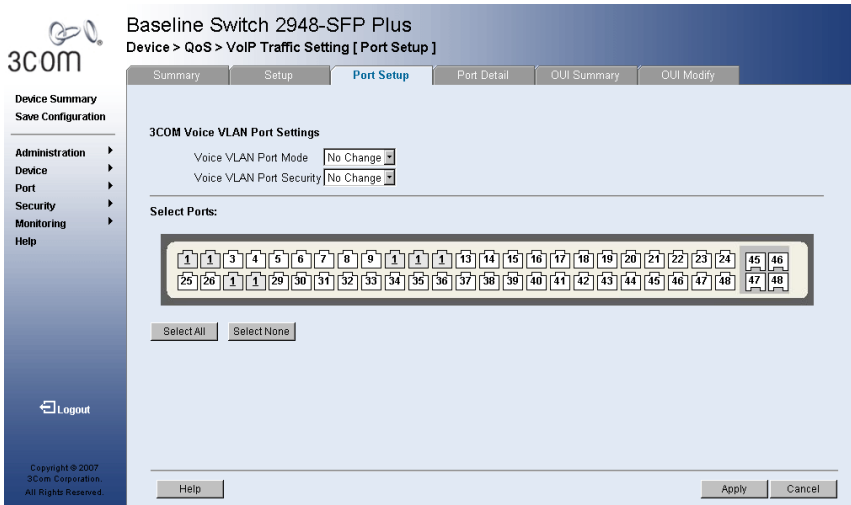 3COM
Baseline Switch 2948-SFP Plus
Device > QoS > VoIP Traffic Setting [ Port Setup ]
Summary Setup Port Setup Port Detail OUI Summary OUI Modify
Device Summary
Save Configuration
Administration
Device
Port
Security
Monitoring
Help
Logout
Copyright © 2007
3Com Corporation.
All Rights Reserved.
3COM Voice VLAN Port Settings
Voice VLAN Port Mode No Change
Voice VLAN Port Security No Change
Select Ports:
1 1 3 4 5 6 7 8 9 1 1 1 13 14 15 16 17 18 19 20 21 22 23 24 45 46
25 26 1 1 29 30 31 32 33 34 35 36 37 38 39 40 41 42 43 44 45 46 47 48 47 48
Select All Select None
Help Apply Cancel